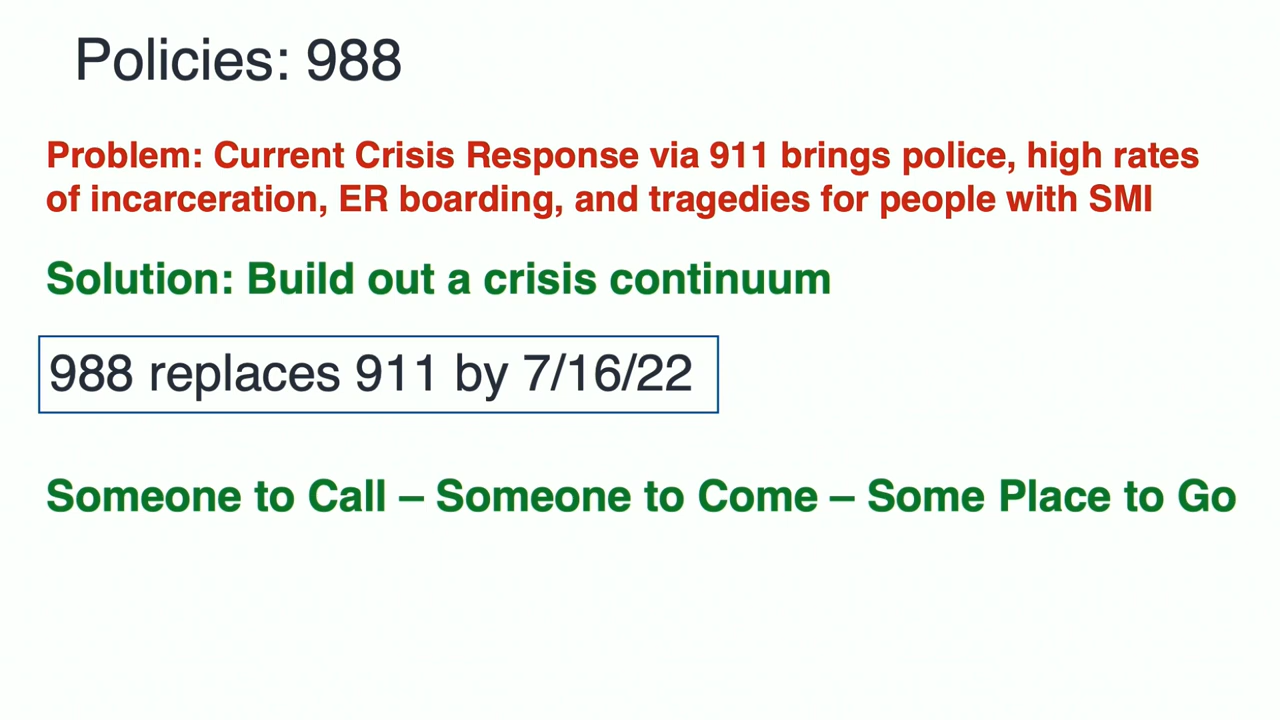 Policies: 988
Problem: Current Crisis Response via 911 brings police, high rates
of incarceration, ER boarding, and tragedies for people with SMI
Solution: Build out a crisis continuum
988 replaces 911 by 7/16/22
Someone to Call – Someone to Come – Some Place to Go